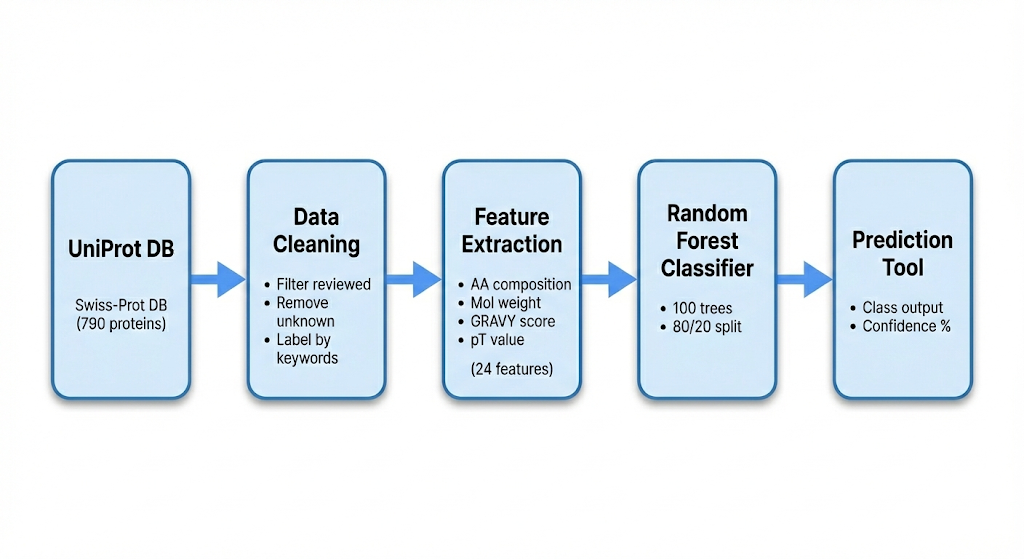 UniProt DB
Swiss-Prot DB
(790 proteins)
Data
Cleaning
• Filter reviewed
• Remove
unknown
• Label by
keywords
Feature
Extraction
• AA composition
• Mol weight
• GRAVY score
• pT value
(24 features)
Random
Forest
Classifier
• 100 trees
• 80/20 split
Prediction
Tool
• Class output
• Confidence %